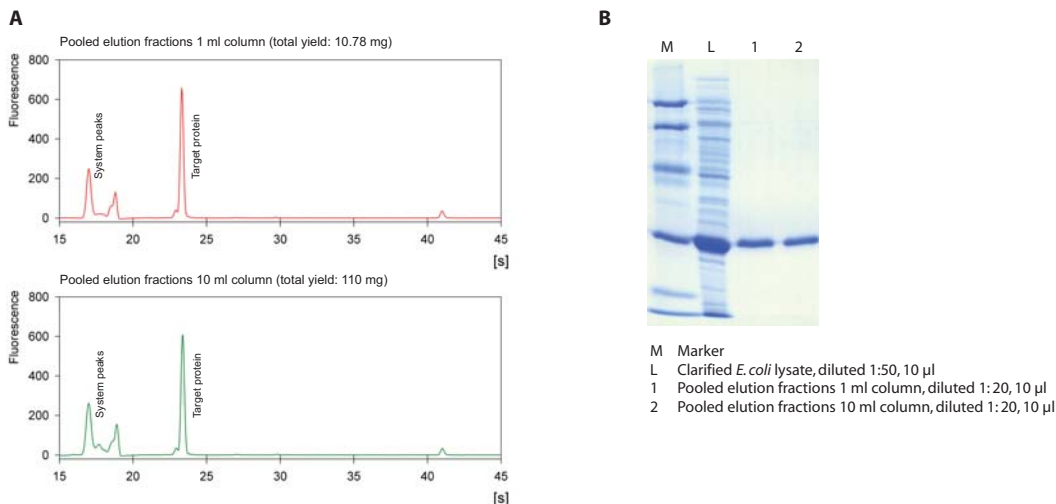 A
Pooled elution fractions 1 ml column (total yield: 10.78 mg)
Fluorescence
800
600
400
200
0
System peaks
Target protein
15 20 25 30 35 40 45
[s]
Pooled elution fractions 10 ml column (total yield: 110 mg)
Fluorescence
800
600
400
200
0
System peaks
Target protein
15 20 25 30 35 40 45
[s]
B
M L 1 2
M Marker
L Clarified E. coli lysate, diluted 1:50, 10 µl
1 Pooled elution fractions 1 ml column, diluted 1: 20, 10 µl
2 Pooled elution fractions 10 ml column, diluted 1: 20, 10 µl